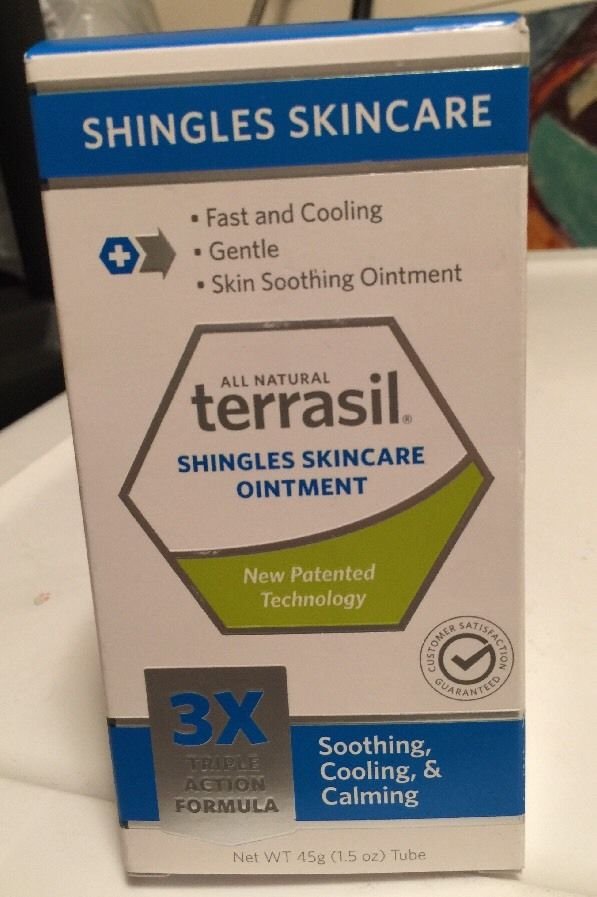 SHINGLES SKINCARE
▪ Fast and Cooling
▪ Gentle
▪ Skin Soothing Ointment
ALL NATURAL
terrasil®
SHINGLES SKINCARE
OINTMENT
New Patented
Technology
CUSTOMER SATISFACTION
GUARANTEED
3X
TRIPLE
ACTION
FORMULA
Soothing,
Cooling, &
Calming
Net WT 45g (1.5 oz) Tube